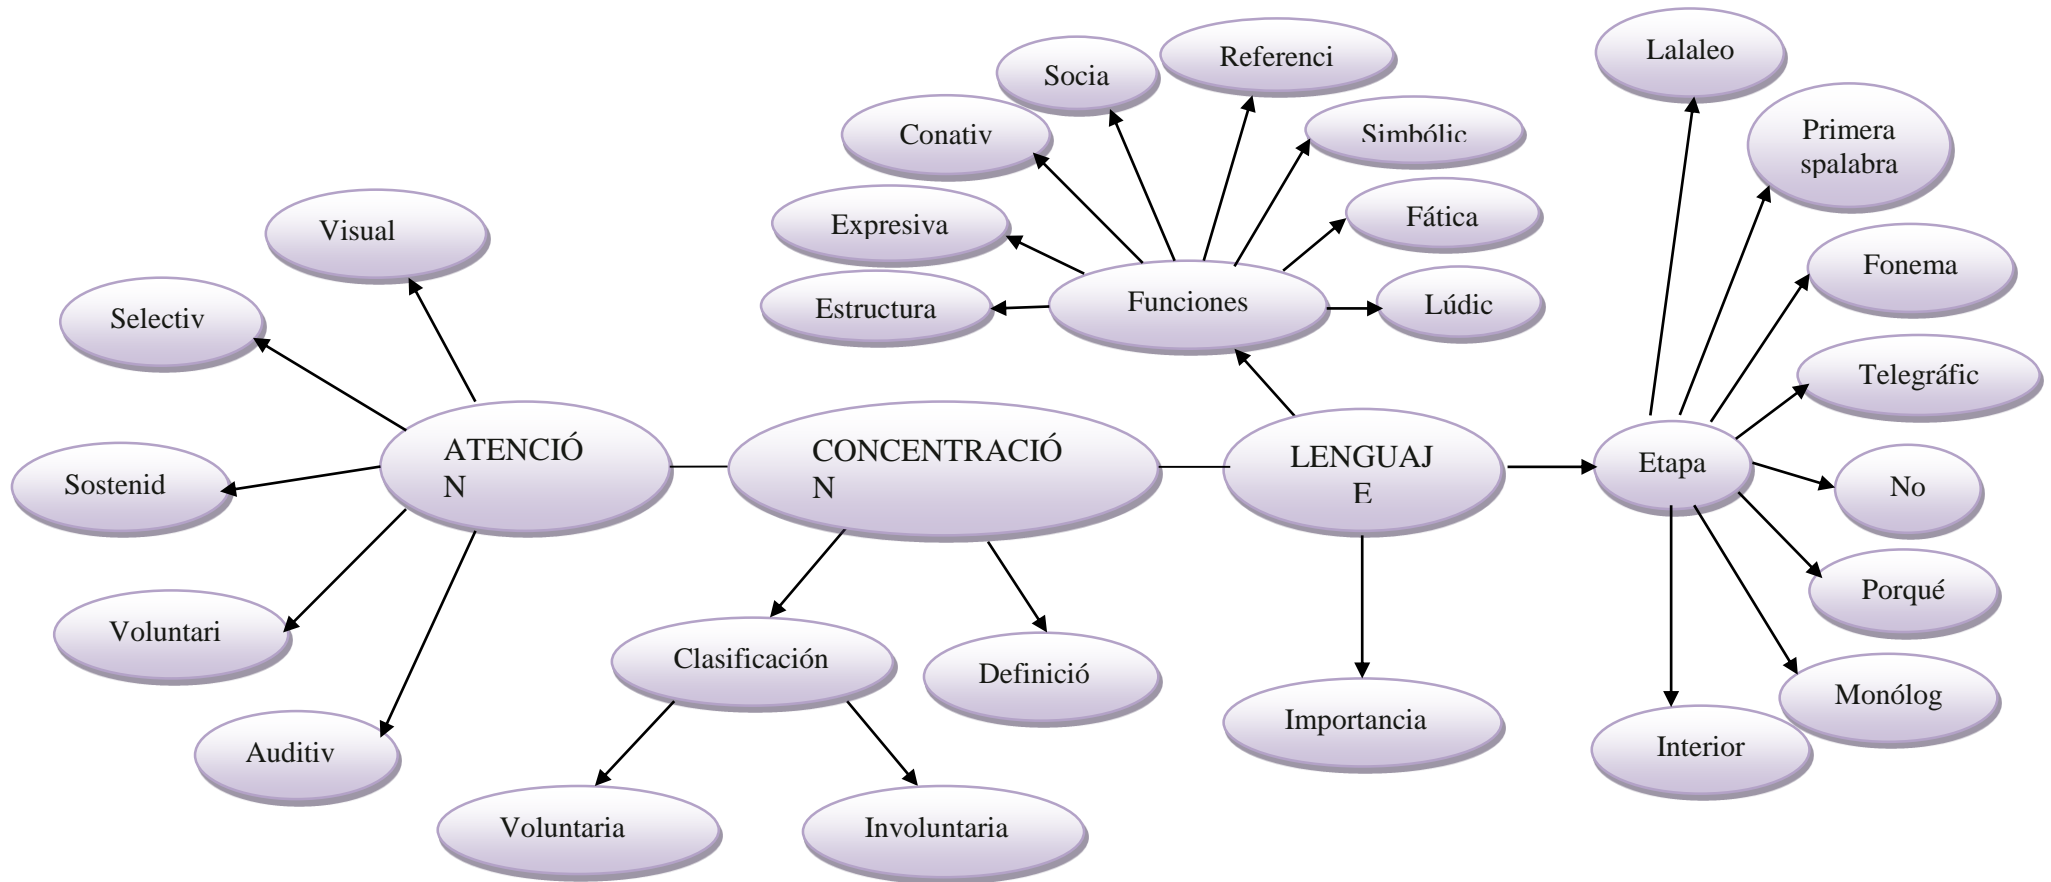 Lalaleo
Referenci
Socia
Conativ
Simbólic
Primera
spalabra
Expresiva
Fática
Visual
Fonema
Estructura
Funciones
Lúdic
Selectiv
Telegráfic
ATENCIÓ
N
CONCENTRACIÓ
N
LENGUAJ
E
Etapa
Sostenid
No
Porqué
Voluntari
Clasificación
Definició
Monólog
Importancia
Interior
Auditiv
Voluntaria
Involuntaria